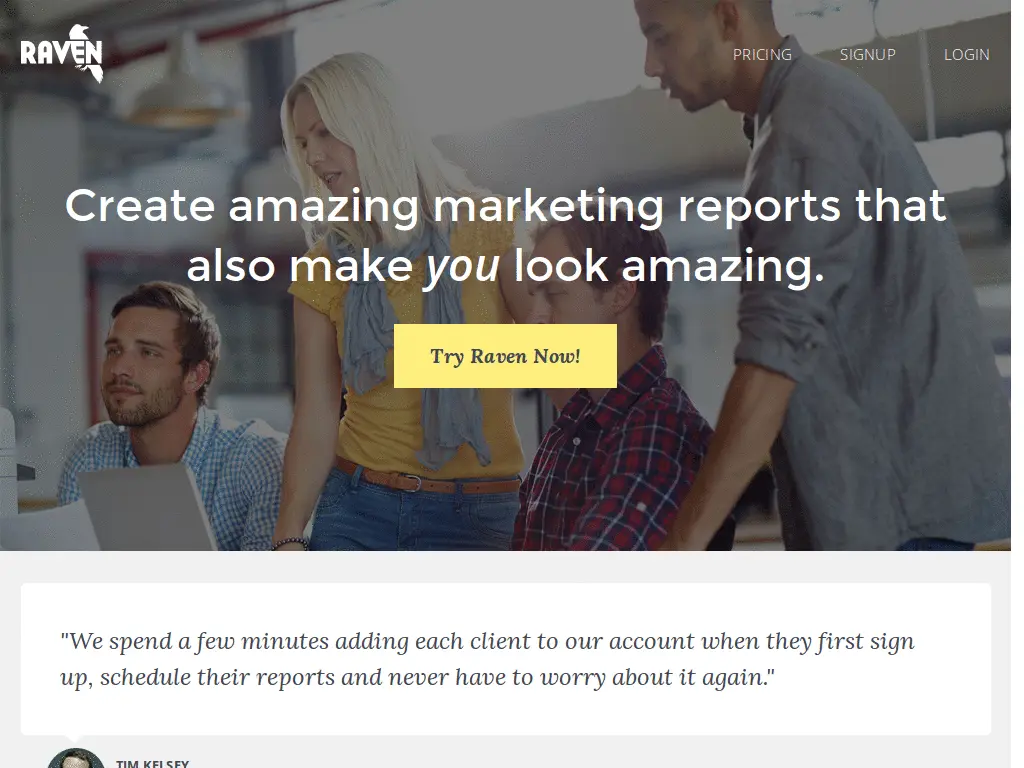 RAVEN
PRICING SIGNUP LOGIN
Create amazing marketing reports that
also make you look amazing.
Try Raven Now!
"We spend a few minutes adding each client to our account when they first sign
up, schedule their reports and never have to worry about it again."
TIM KELSEY